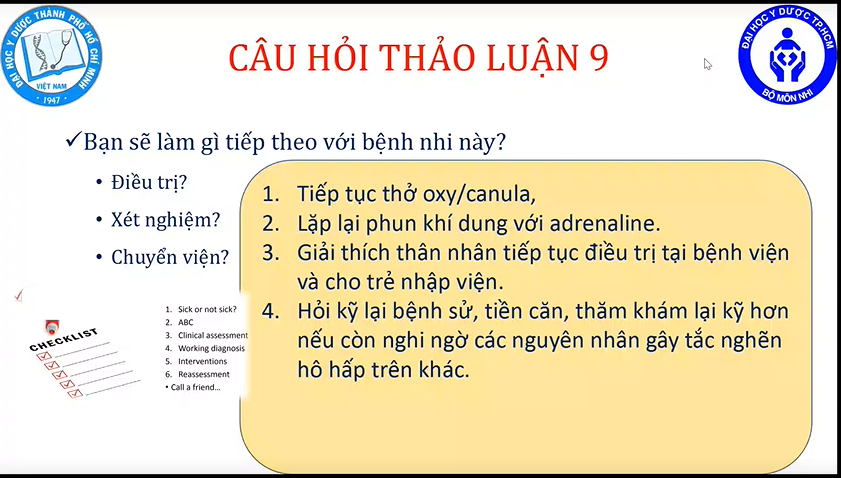 ĐẠI HỌC Y DƯỢC THÀNH PHỐ HỒ CHÍ MINH
VIỆT NAM
1947
ĐẠI HỌC Y DƯỢC TP.HCM
BỘ MÔN NHI
CÂU HỎI THẢO LUẬN 9
✓Bạn sẽ làm gì tiếp theo với bệnh nhi này?
• Điều trị?
• Xét nghiệm?
• Chuyển viện?
1. Tiếp tục thở oxy/canula,
2. Lặp lại phun khí dung với adrenaline.
3. Giải thích thân nhân tiếp tục điều trị tại bệnh viện
và cho trẻ nhập viện.
4. Hỏi kỹ lại bệnh sử, tiền căn, thăm khám lại kỹ hơn
nếu còn nghi ngờ các nguyên nhân gây tắc nghẽn
hô hấp trên khác.
CHECKLIST
1. Sick or not sick?
2. ABC
3. Clinical assessment
4. Working diagnosis
5. Interventions
6. Reassessment
• Call a friend...